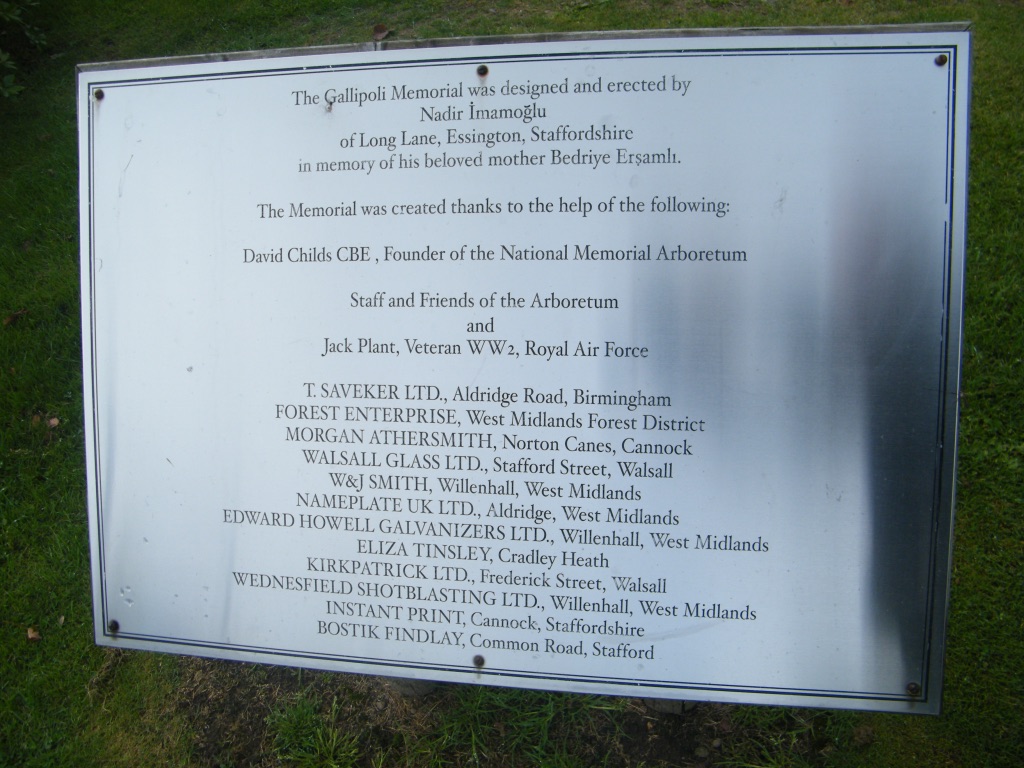 The Gallipoli Memorial was designed and erected by
Nadir İmamoğlu
of Long Lane, Essington, Staffordshire
in memory of his beloved mother Bedriye Erşamlı.
The Memorial was created thanks to the help of the following:
David Childs CBE , Founder of the National Memorial Arboretum
Staff and Friends of the Arboretum
and
Jack Plant, Veteran WW2, Royal Air Force
T. SAVEKER LTD., Aldridge Road, Birmingham
FOREST ENTERPRISE, West Midlands Forest District
MORGAN ATHERSMITH, Norton Canes, Cannock
WALSALL GLASS LTD., Stafford Street, Walsall
W&J SMITH, Willenhall, West Midlands
NAMEPLATE UK LTD., Aldridge, West Midlands
EDWARD HOWELL GALVANIZERS LTD., Willenhall, West Midlands
ELIZA TINSLEY, Cradley Heath
KIRKPATRICK LTD., Frederick Street, Walsall
WEDNESFIELD SHOTBLASTING LTD., Willenhall, West Midlands
INSTANT PRINT, Cannock, Staffordshire
BOSTIK FINDLAY, Common Road, Stafford